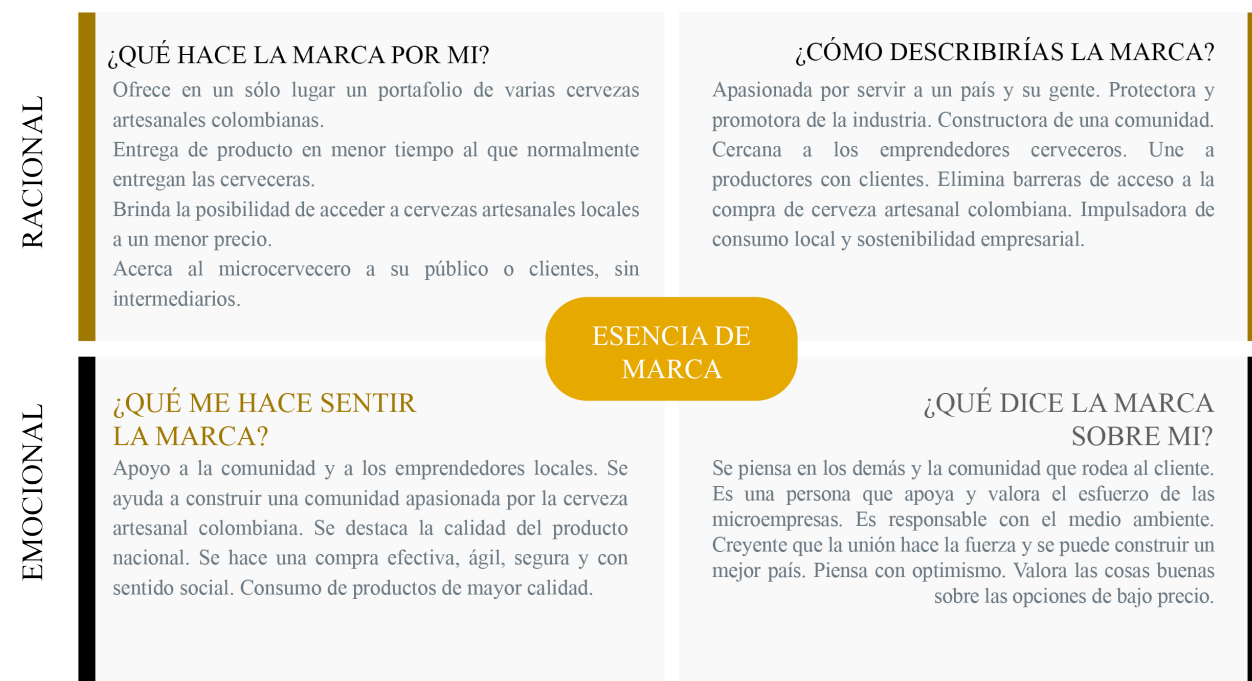 RACIONAL
¿QUÉ HACE LA MARCA POR MI?
Ofrece en un sólo lugar un portafolio de varias cervezas
artesanales colombianas.
Entrega de producto en menor tiempo al que normalmente
entregan las cerveceras.
Brinda la posibilidad de acceder a cervezas artesanales locales
a un menor precio.
Acerca al microcervecero a su público o clientes, sin
intermediarios.
¿CÓMO DESCRIBIRÍAS LA MARCA?
Apasionada por servir a un país y su gente. Protectora y
promotora de la industria. Constructora de una comunidad.
Cercana a los emprendedores cerveceros. Une a
productores con clientes. Elimina barreras de acceso a la
compra de cerveza artesanal colombiana. Impulsadora de
consumo local y sostenibilidad empresarial.
ESENCIA DE
MARCA
EMOCIONAL
¿QUÉ ME HACE SENTIR
LA MARCA?
Apoyo a la comunidad y a los emprendedores locales. Se
ayuda a construir una comunidad apasionada por la cerveza
artesanal colombiana. Se destaca la calidad del producto
nacional. Se hace una compra efectiva, ágil, segura y con
sentido social. Consumo de productos de mayor calidad.
¿QUÉ DICE LA MARCA
SOBRE MI?
Se piensa en los demás y la comunidad que rodea al cliente.
Es una persona que apoya y valora el esfuerzo de las
microempresas. Es responsable con el medio ambiente.
Creyente que la unión hace la fuerza y se puede construir un
mejor país. Piensa con optimismo. Valora las cosas buenas
sobre las opciones de bajo precio.